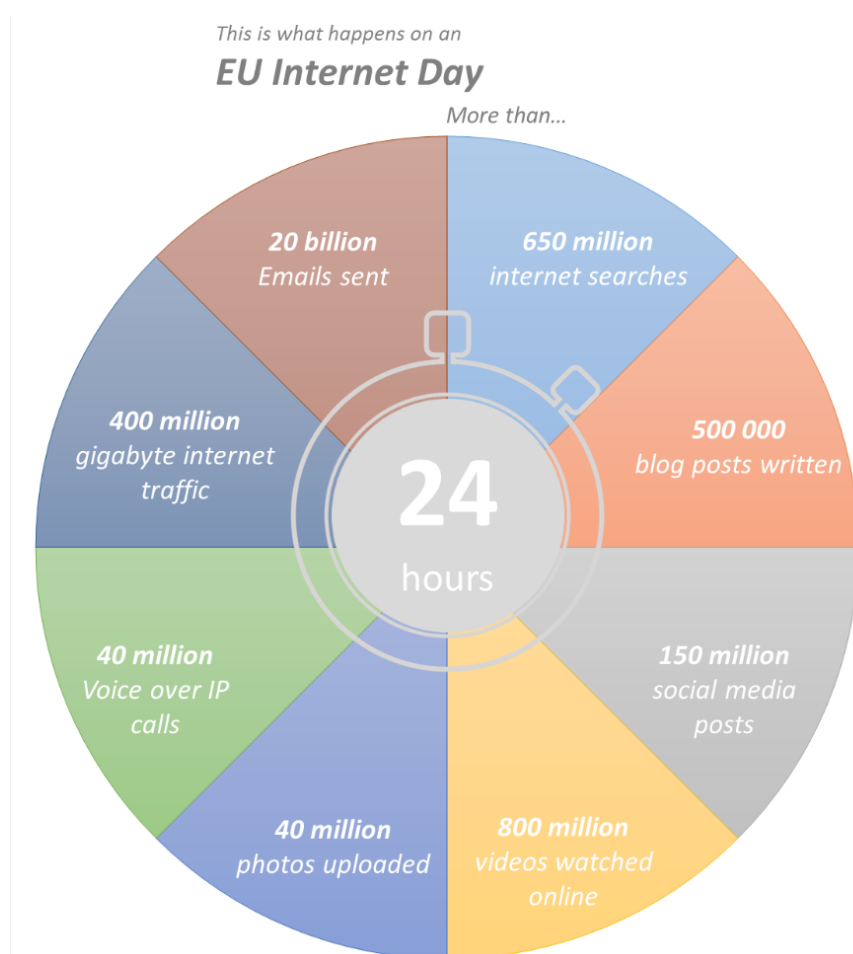 This is what happens on an
EU Internet Day
More than...
650 million
internet searches
500 000
blog posts written
150 million
social media
posts
800 million
videos watched
online
40 million
photos uploaded
40 million
Voice over IP
calls
400 million
gigabyte internet
traffic
20 billion
Emails sent
24
hours